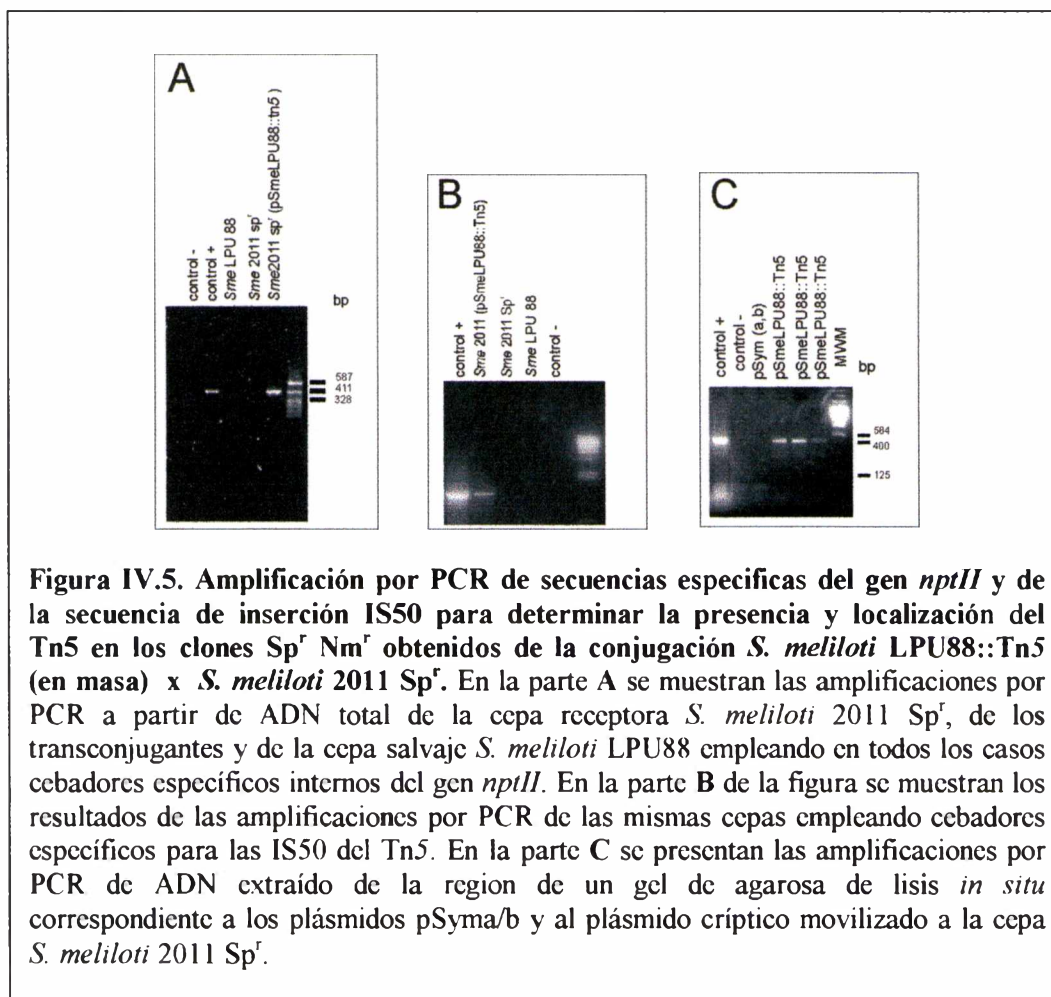 A
control -
control +
Sme LPU 88
Sme 2011 spʳ
Sme2011 spʳ (pSmeLPU88::tn5 )
bp
587
411
328
B
control +
Sme 2011 (pSmeLPU88::Tn5)
Sme 2011 Spʳ
Sme LPU 88
control -
C
control +
control-
pSym (a,b)
pSmeLPU88::Tn5
pSmeLPU88::Tn5
pSmeLPU88::Tn5
MWM
bp
584
400
125
Figura IV.5. Amplificación por PCR de secuencias especificas del gen nptII y de
la secuencia de inserción IS50 para determinar la presencia y localización del
Tn5 en los clones Spʳ Nmʳ obtenidos de la conjugación S. meliloti LPU88::Tn5
(en masa) x S. meliloti 2011 Spʳ. En la parte A se muestran las amplificaciones por
PCR a partir de ADN total de la cepa receptora S. meliloti 2011 Spʳ, de los
transconjugantes y de la cepa salvaje S. meliloti LPU88 empleando en todos los casos
cebadores específicos internos del gen nptII. En la parte B de la figura se muestran los
resultados de las amplificaciones por PCR de las mismas cepas empleando cebadores
específicos para las IS50 del Tn5. En la parte C se presentan las amplificaciones por
PCR de ADN extraído de la region de un gel de agarosa de lisis in situ
correspondiente a los plásmidos pSyma/b y al plásmido críptico movilizado a la cepa
S. meliloti 2011 Spʳ.